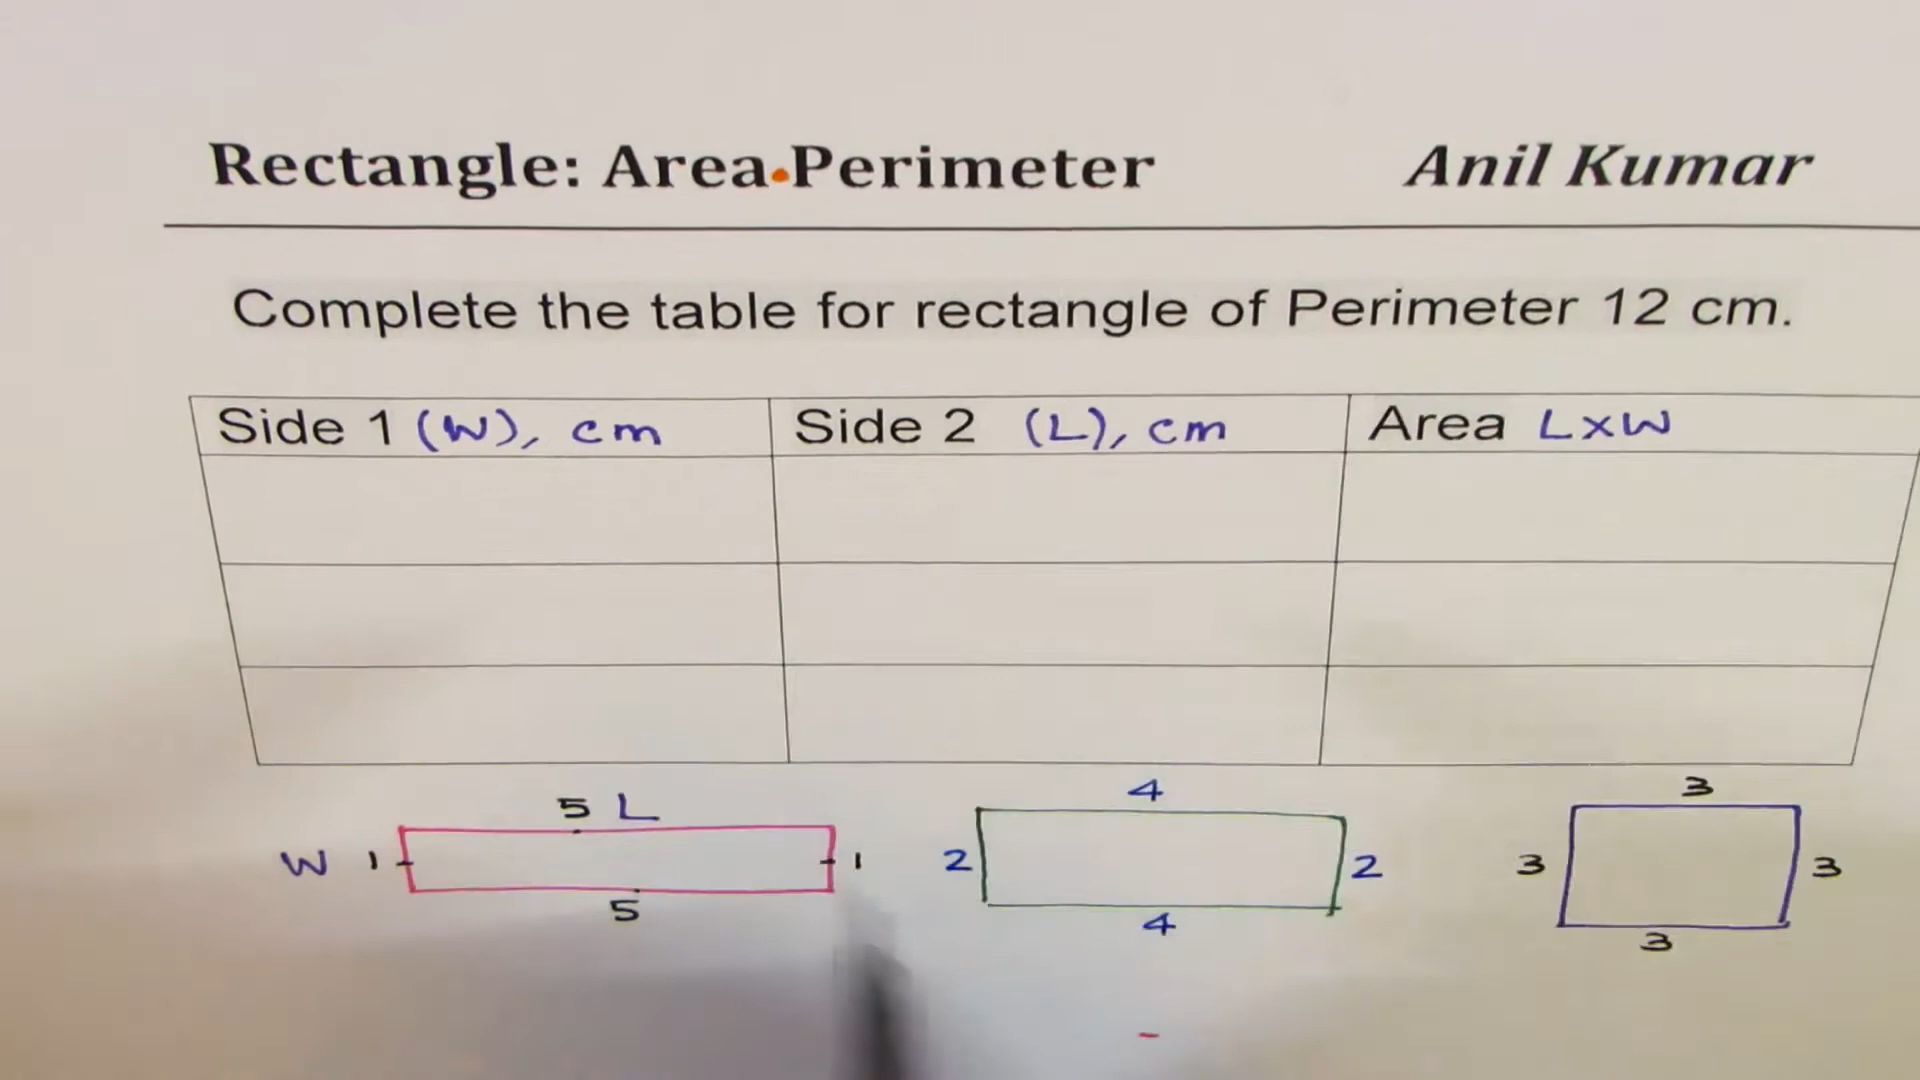 Rectangle: Area Perimeter Anil Kumar
Complete the table for rectangle of Perimeter 12 cm.
Side 1 (W), cm Side 2 (L), cm Area L×W
5 L
W 1 1
5
4
2 2
4
3
3 3
3